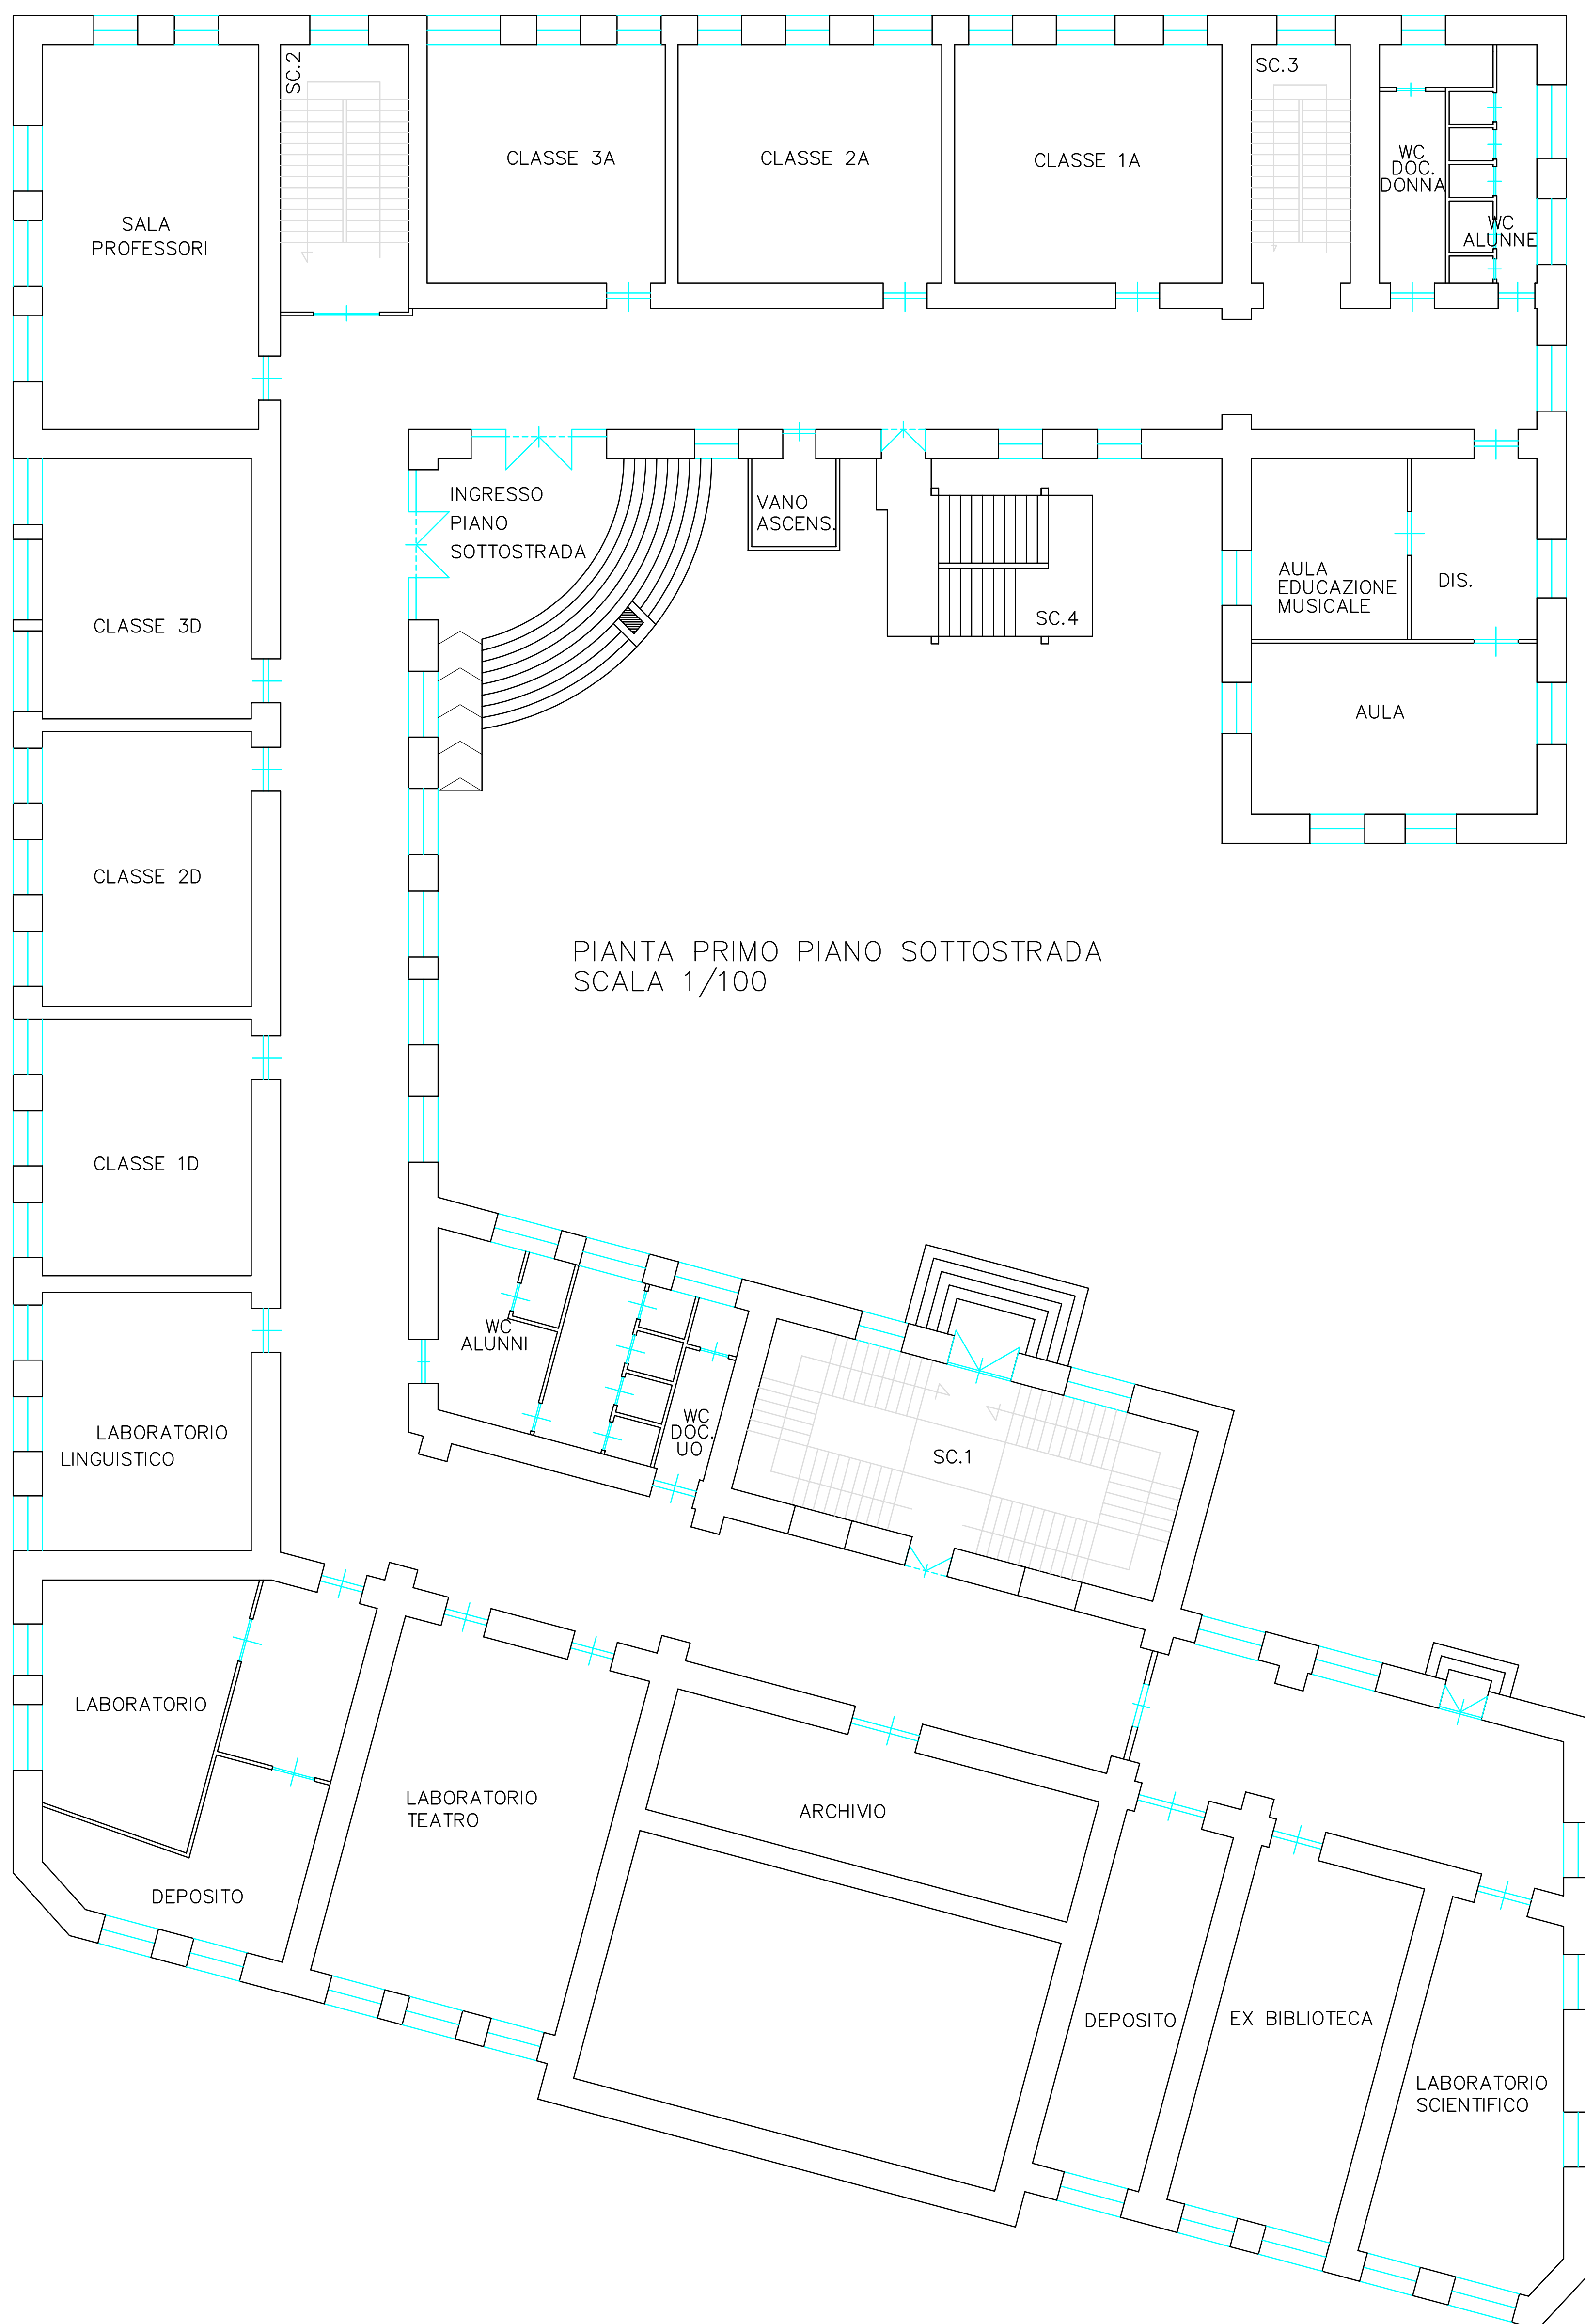 SC.2
SC.3
CLASSE 3A
CLASSE 2A
CLASSE 1A
WC
DOC.
DONNA
WC
ALUNNE
SALA
PROFESSORI
INGRESSO
PIANO
SOTTOSTRADA
VANO
ASCENS.
SC.4
AULA
EDUCAZIONE
MUSICALE
DIS.
CLASSE 3D
AULA
CLASSE 2D
PIANTA PRIMO PIANO SOTTOSTRADA
SCALA 1/100
CLASSE 1D
WC
ALUNNI
WC
DOC.
UO
SC.1
LABORATORIO
LINGUISTICO
LABORATORIO
LABORATORIO
TEATRO
ARCHIVIO
DEPOSITO
DEPOSITO
EX BIBLIOTECA
LABORATORIO
SCIENTIFICO